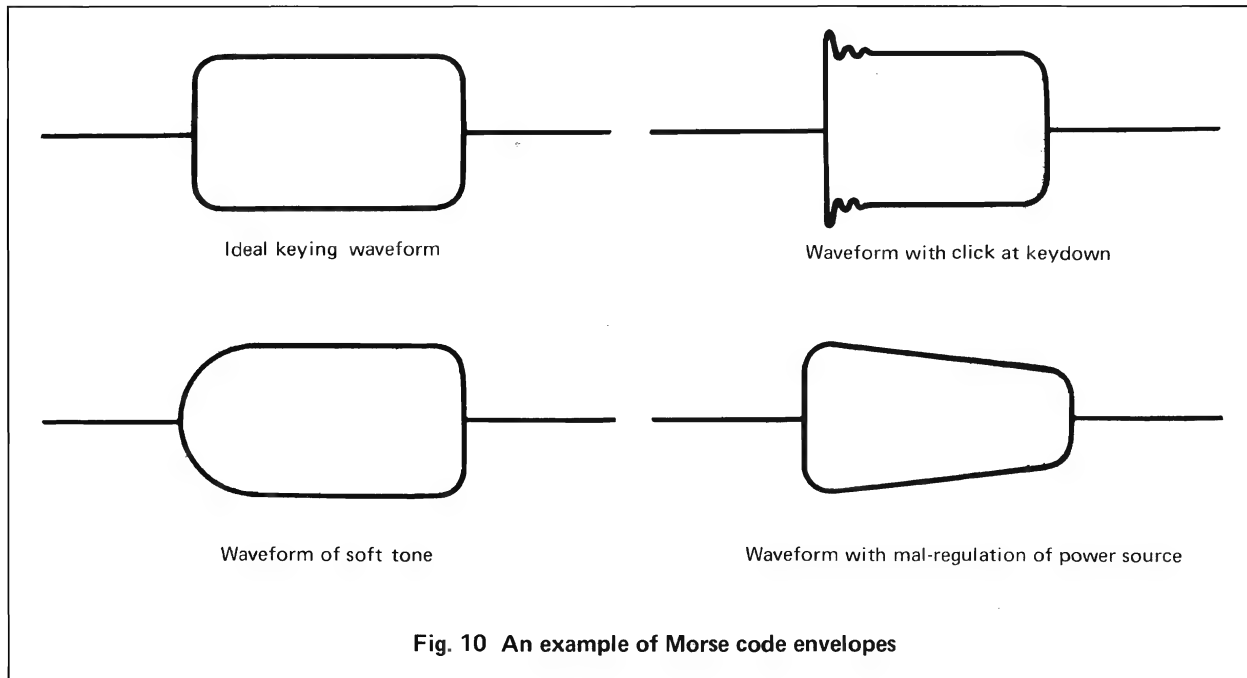 Ideal keying waveform
Waveform with click at keydown
Waveform of soft tone
Waveform with mal-regulation of power source
Fig. 10 An example of Morse code envelopes